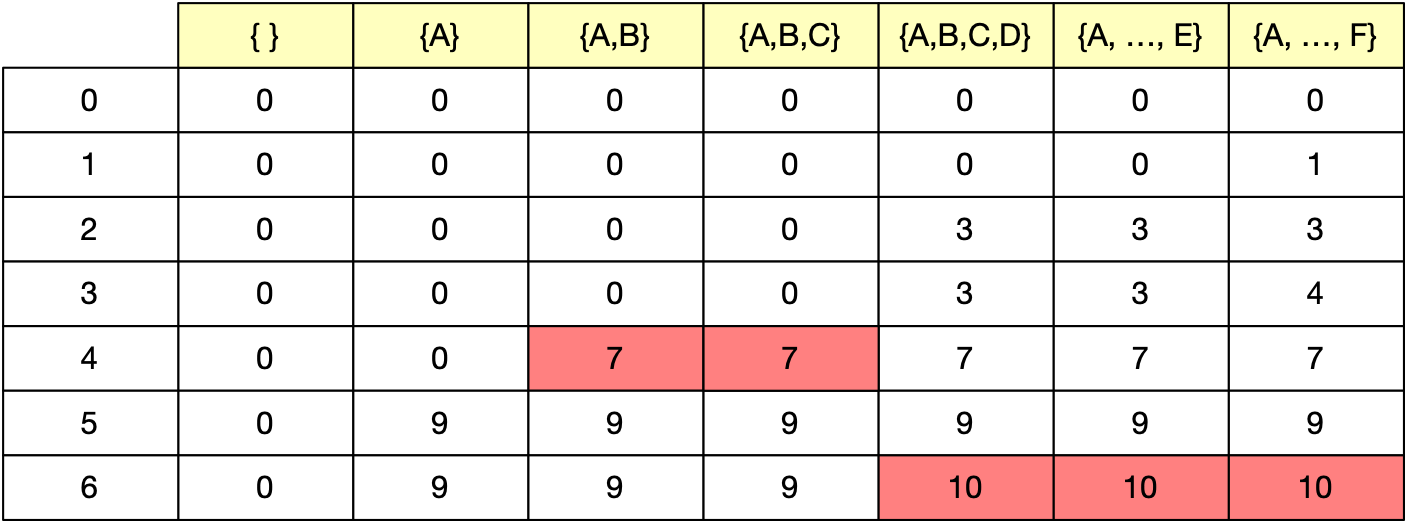 { } {A} {A,B} {A,B,C} {A,B,C,D} {A, …, E} {A, …, F}
0 0 0 0 0 0 0 0
1 0 0 0 0 0 0 1
2 0 0 0 0 3 3 3
3 0 0 0 0 3 3 4
4 0 0 7 7 7 7 7
5 0 9 9 9 9 9 9
6 0 9 9 9 10 10 10